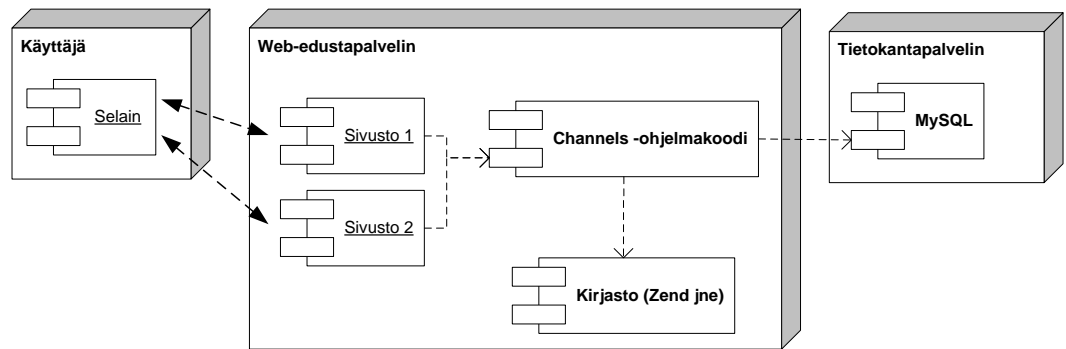 Käyttäjä
Selain
Web-edustapalvelin
Sivusto 1
Sivusto 2
Channels -ohjelmakoodi
Kirjasto (Zend jne)
Tietokantapalvelin
MySQL